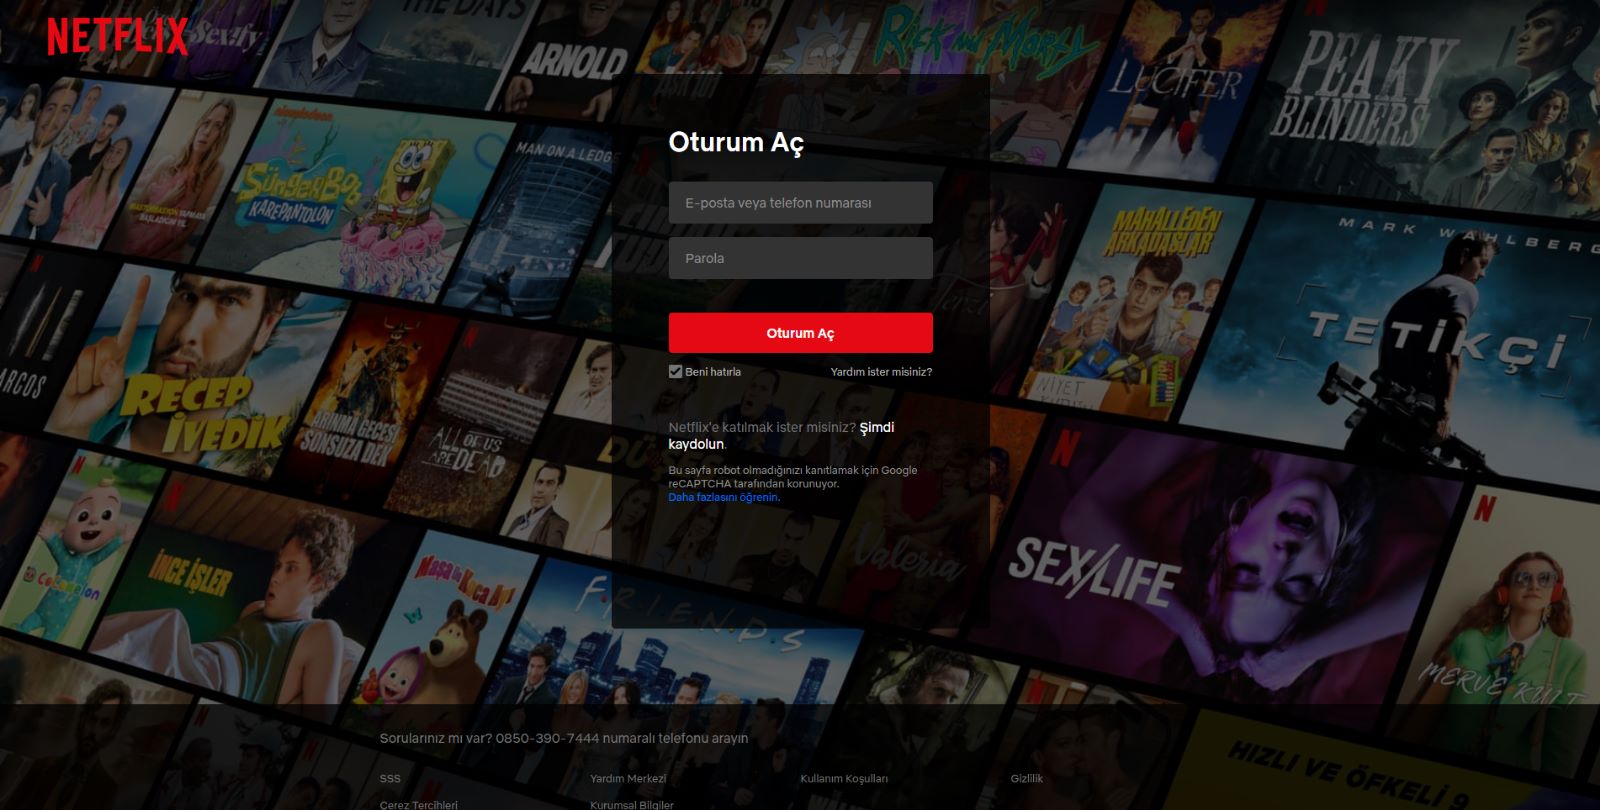 NETFLIX
Sex/fy
THE DAYS
ARNOLD
Rick and Morty
LUCIFER
PEAKY
BLINDERS
Oturum Aç
E-posta veya telefon numarası
Parola
Oturum Aç
Beni hatırla
Yardım ister misiniz?
Netflix'e katılmak ister misiniz? Şimdi
kaydolun.
Bu sayfa robot olmadığınızı kanıtlamak için Google
reCAPTCHA tarafından korunuyor.
Daha fazlasını öğrenin.
nickelodeon
SüngerBob
KAREPANTOLON
MAN ON A LEDGE
MAHALLEDEN
ARKADAŞLAR
NİYET
MARK WAHLBERG
TETİKÇİ
RECEP
İVEDİK
ARINMA GECESİ
SONSUZA DEK
ALL OF US
ARE DEAD
CoComelon
İNCE İŞLER
Maşa ile Koca Ayı
F·R·I·E·N·D·S
Valeria
SEX/LIFE
MERVE KÜLT
HIZLI VE ÖFKELİ 9
Sorularınız mı var? 0850-390-7444 numaralı telefonu arayın
SSS
Yardım Merkezi
Kullanım Koşulları
Gizlilik
Çerez Tercihleri
Kurumsal Bilgiler